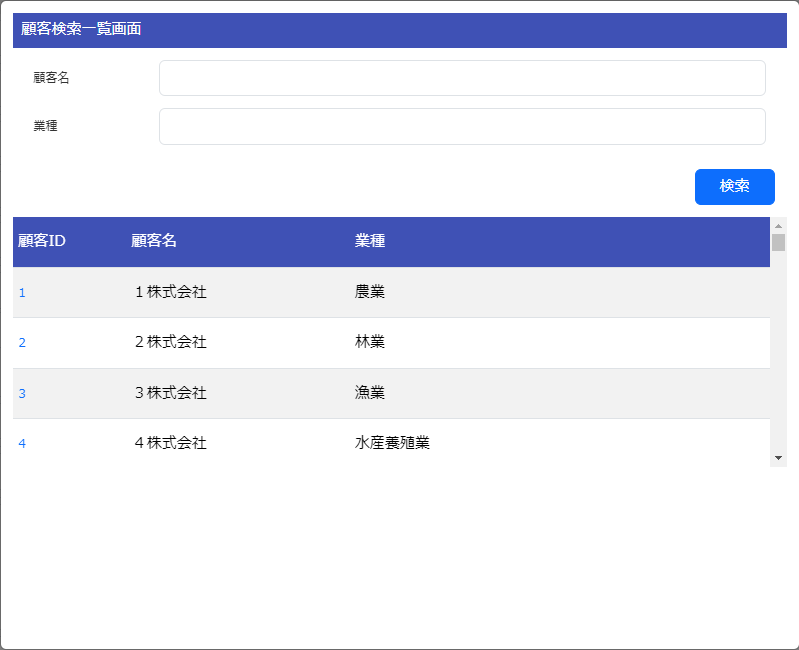 顧客検索一覧画面
顧客名
業種
検索
顧客ID 顧客名 業種
1 １株式会社 農業
2 ２株式会社 林業
3 ３株式会社 漁業
4 ４株式会社 水産養殖業